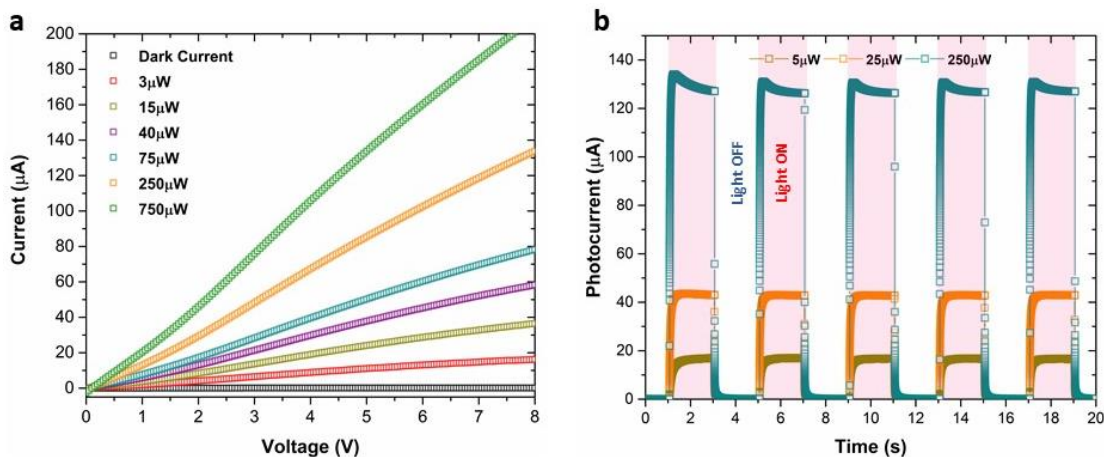 a
Current (μA)
200
180
160
140
120
100
80
60
40
20
0
Dark Current
3μW
15μW
40μW
75μW
250μW
750μW
0 1 2 3 4 5 6 7 8
Voltage (V)
b
Photocurrent (μA)
140
120
100
80
60
40
20
0
5μW 25μW 250μW
Light OFF
Light ON
0 2 4 6 8 10 12 14 16 18 20
Time (s)